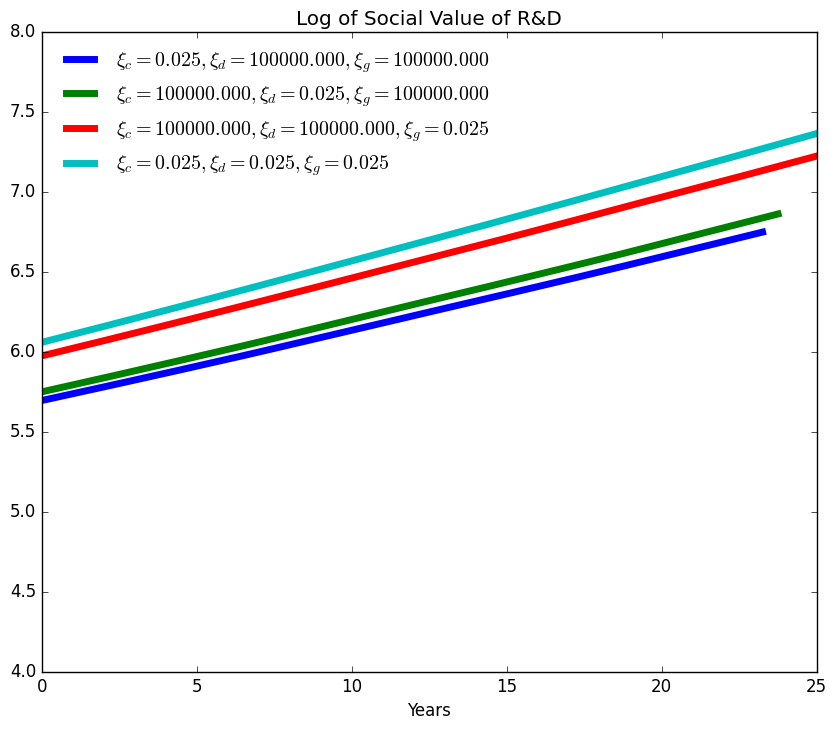 Log of Social Value of R&D
8.0
7.5
7.0
6.5
6.0
5.5
5.0
4.5
4.0
ξc = 0.025, ξd = 100000.000, ξg = 100000.000
ξc = 100000.000, ξd = 0.025, ξg = 100000.000
ξc = 100000.000, ξd = 100000.000, ξg = 0.025
ξc = 0.025, ξd = 0.025, ξg = 0.025
0 5 10 15 20 25
Years